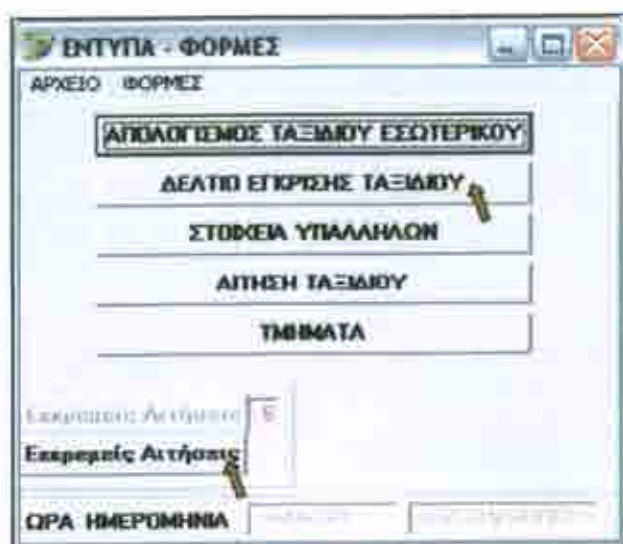 ΕΝΤΥΠΑ - ΦΟΡΜΕΣ
ΑΡΧΕΙΟ ΦΟΡΜΕΣ
ΑΠΟΛΟΓΙΣΜΟΣ ΤΑΞΙΔΙΟΥ ΕΣΩΤΕΡΙΚΟΥ
ΔΕΛΤΙΟ ΕΓΚΡΙΣΗΣ ΤΑΞΙΔΙΟΥ
ΣΤΟΙΧΕΙΑ ΥΠΑΛΛΗΛΩΝ
ΑΙΤΗΣΗ ΤΑΞΙΔΙΟΥ
ΤΜΗΜΑΤΑ
Εκκρεμείς Αιτήσεις
Εκκρεμείς Αιτήσεις
ΩΡΑ ΗΜΕΡΟΜΗΝΙΑ